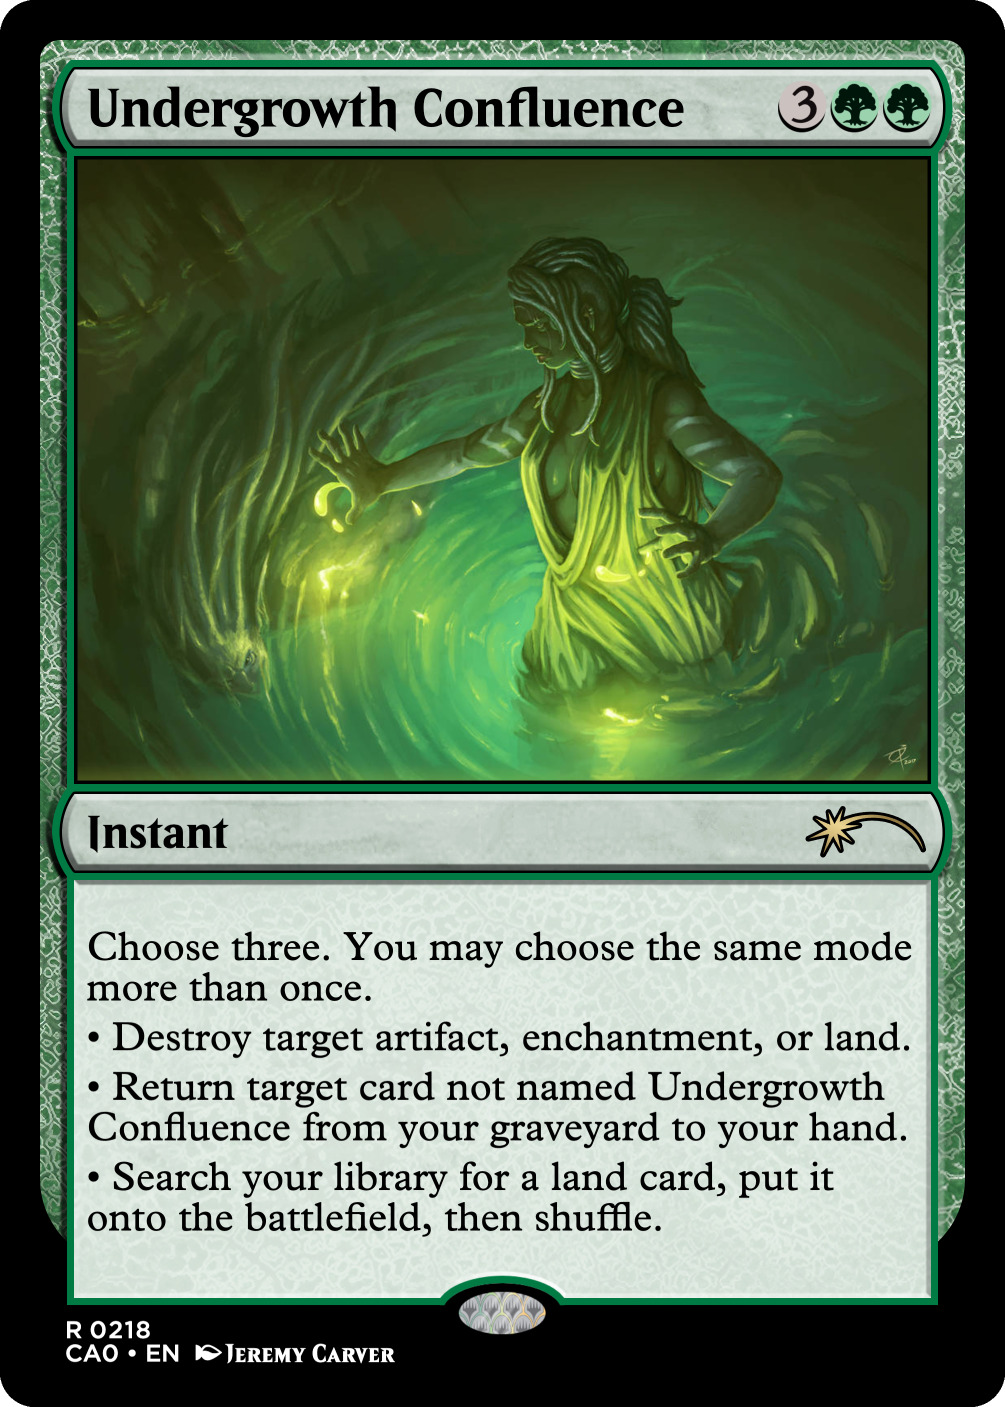 Undergrowth Confluence 3
Instant
Choose three. You may choose the same mode
more than once.
• Destroy target artifact, enchantment, or land.
• Return target card not named Undergrowth
Confluence from your graveyard to your hand.
• Search your library for a land card, put it
onto the battlefield, then shuffle.
R 0218
CAO • EN Jeremy Carver